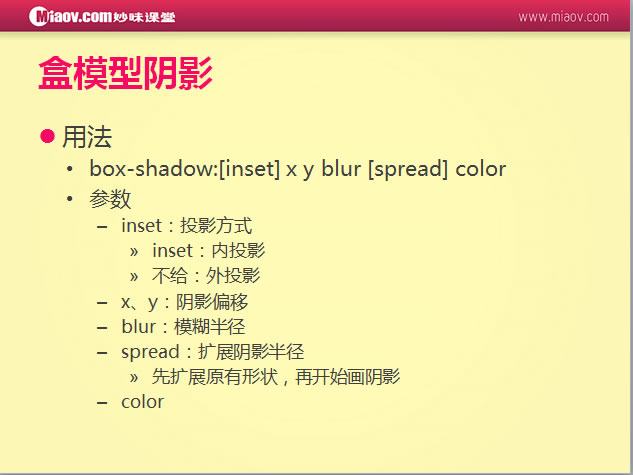 Miaov.com妙味课堂
www.miaov.com
盒模型阴影
用法
• box-shadow:[inset] x y blur [spread] color
• 参数
– inset：投影方式
» inset：内投影
» 不给：外投影
– x、y：阴影偏移
– blur：模糊半径
– spread：扩展阴影半径
» 先扩展原有形状，再开始画阴影
– color